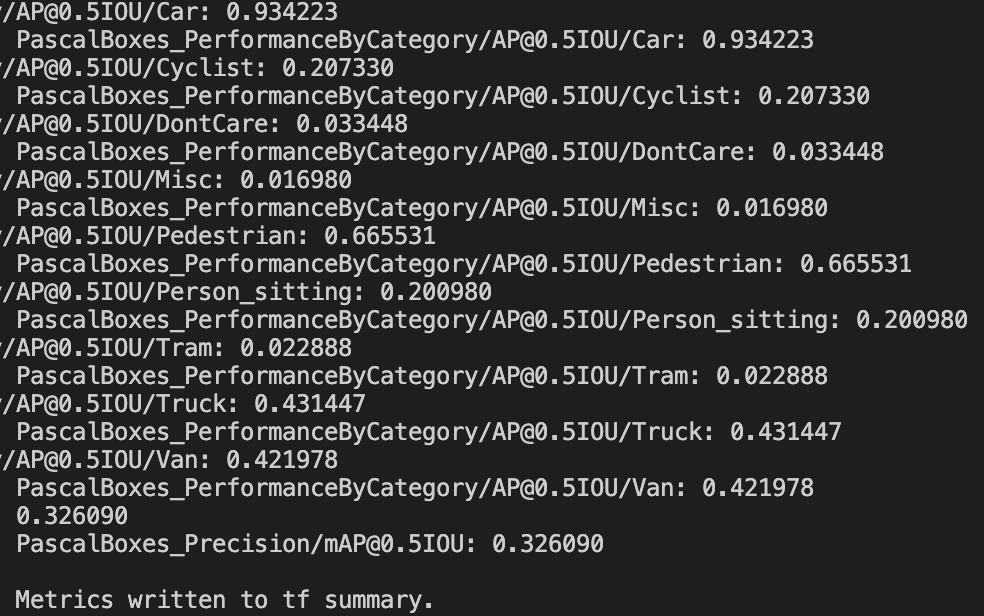 /AP@0.5IOU/Car: 0.934223
PascalBoxes_PerformanceByCategory/AP@0.5IOU/Car: 0.934223
/AP@0.5IOU/Cyclist: 0.207330
PascalBoxes_PerformanceByCategory/AP@0.5IOU/Cyclist: 0.207330
/AP@0.5IOU/DontCare: 0.033448
PascalBoxes_PerformanceByCategory/AP@0.5IOU/DontCare: 0.033448
/AP@0.5IOU/Misc: 0.016980
PascalBoxes_PerformanceByCategory/AP@0.5IOU/Misc: 0.016980
/AP@0.5IOU/Pedestrian: 0.665531
PascalBoxes_PerformanceByCategory/AP@0.5IOU/Pedestrian: 0.665531
/AP@0.5IOU/Person_sitting: 0.200980
PascalBoxes_PerformanceByCategory/AP@0.5IOU/Person_sitting: 0.200980
/AP@0.5IOU/Tram: 0.022888
PascalBoxes_PerformanceByCategory/AP@0.5IOU/Tram: 0.022888
/AP@0.5IOU/Truck: 0.431447
PascalBoxes_PerformanceByCategory/AP@0.5IOU/Truck: 0.431447
/AP@0.5IOU/Van: 0.421978
PascalBoxes_PerformanceByCategory/AP@0.5IOU/Van: 0.421978
0.326090
PascalBoxes_Precision/mAP@0.5IOU: 0.326090
Metrics written to tf summary.